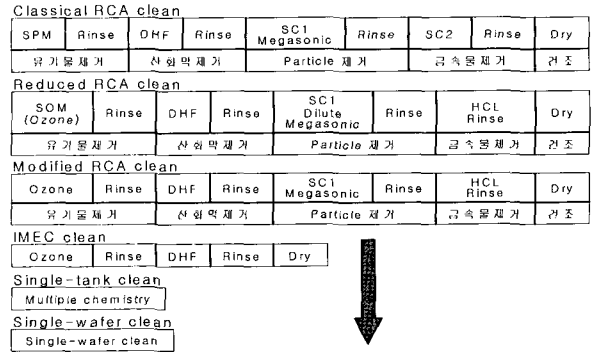 Classical RCA clean
SPM Rinse DHF Rinse SC1 Megasonic Rinse SC2 Rinse Dry
유기물제거 산화막제거 Particle 제거 금속물제거 건조
Reduced RCA clean
SOM (Ozone) Rinse DHF Rinse SC1 Dilute Megasonic Rinse HCL Rinse Dry
유기물제거 산화막제거 Particle 제거 금속물제거 건조
Modified RCA clean
Ozone Rinse DHF Rinse SC1 Megasonic Rinse HCL Rinse Dry
유기물제거 산화막제거 Particle 제거 금속물제거 건조
IMEC clean
Ozone Rinse DHF Rinse Dry
Single-tank clean
Multiple chemistry
Single-wafer clean
Single-wafer clean